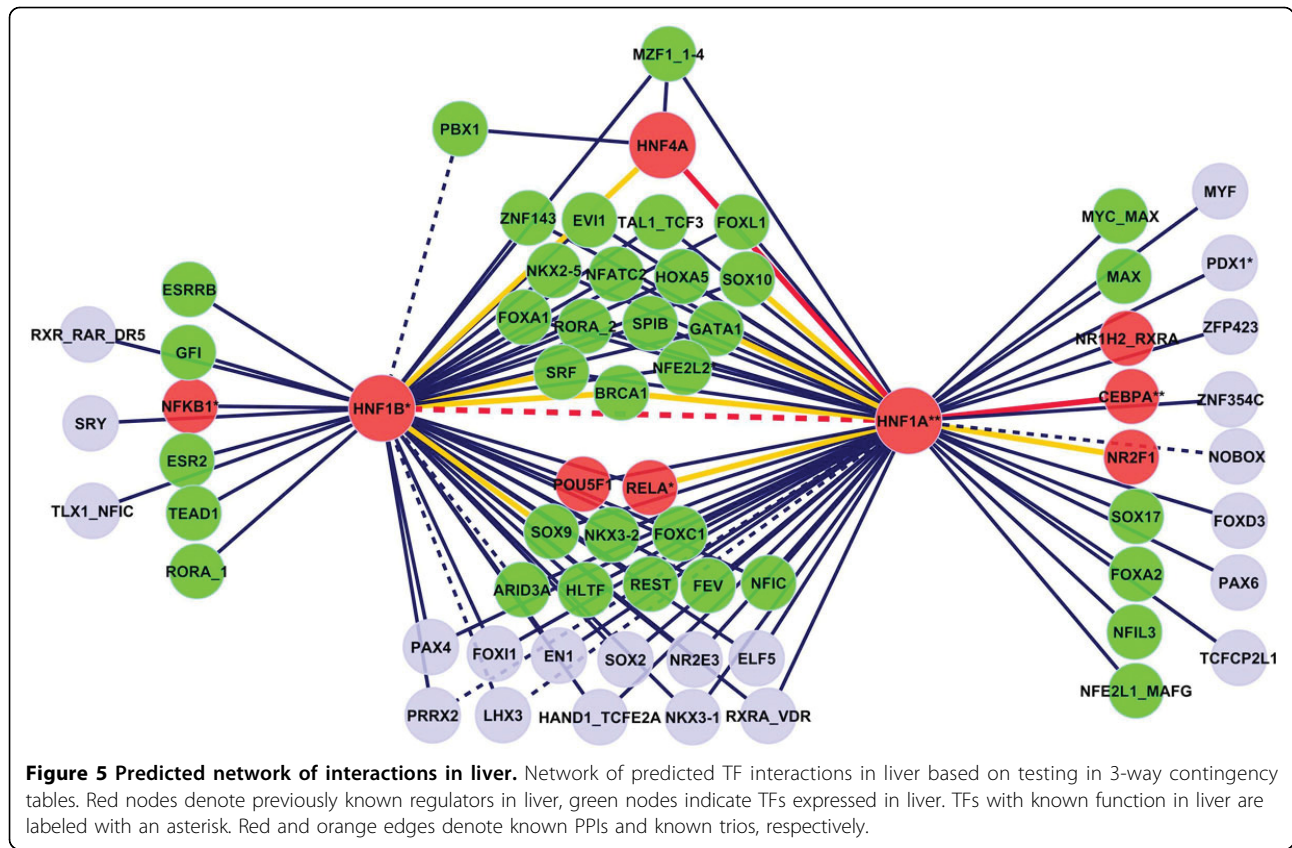 MZF1_1-4
PBX1
HNF4A
MYF
ZNF143
EVI1
TAL1_TCF3
FOXL1
MYC_MAX
PDX1*
NKX2-5
NFATC2
HOXA5
SOX10
MAX
ESRRB
FOXA1
RORA_2
SPIB
GATA1
NR1H2_RXRA
ZFP423
RXR_RAR_DR5
GFI
SRF
NFE2L2
BRCA1
NFKB1*
HNF1B*
HNF1A**
CEBPA**
ZNF354C
SRY
ESR2
POU5F1
RELA*
NR2F1
NOBOX
TLX1_NFIC
TEAD1
SOX9
NKX3-2
FOXC1
SOX17
FOXD3
RORA_1
ARID3A
HLTF
REST
FEV
NFIC
FOXA2
PAX6
PAX4
FOXI1
EN1
SOX2
NR2E3
ELF5
NFIL3
TCFCP2L1
PRRX2
LHX3
HAND1_TCFE2A
NKX3-1
RXRA_VDR
NFE2L1_MAFG
Figure 5 Predicted network of interactions in liver. Network of predicted TF interactions in liver based on testing in 3-way contingency
tables. Red nodes denote previously known regulators in liver, green nodes indicate TFs expressed in liver. TFs with known function in liver are
labeled with an asterisk. Red and orange edges denote known PPIs and known trios, respectively.